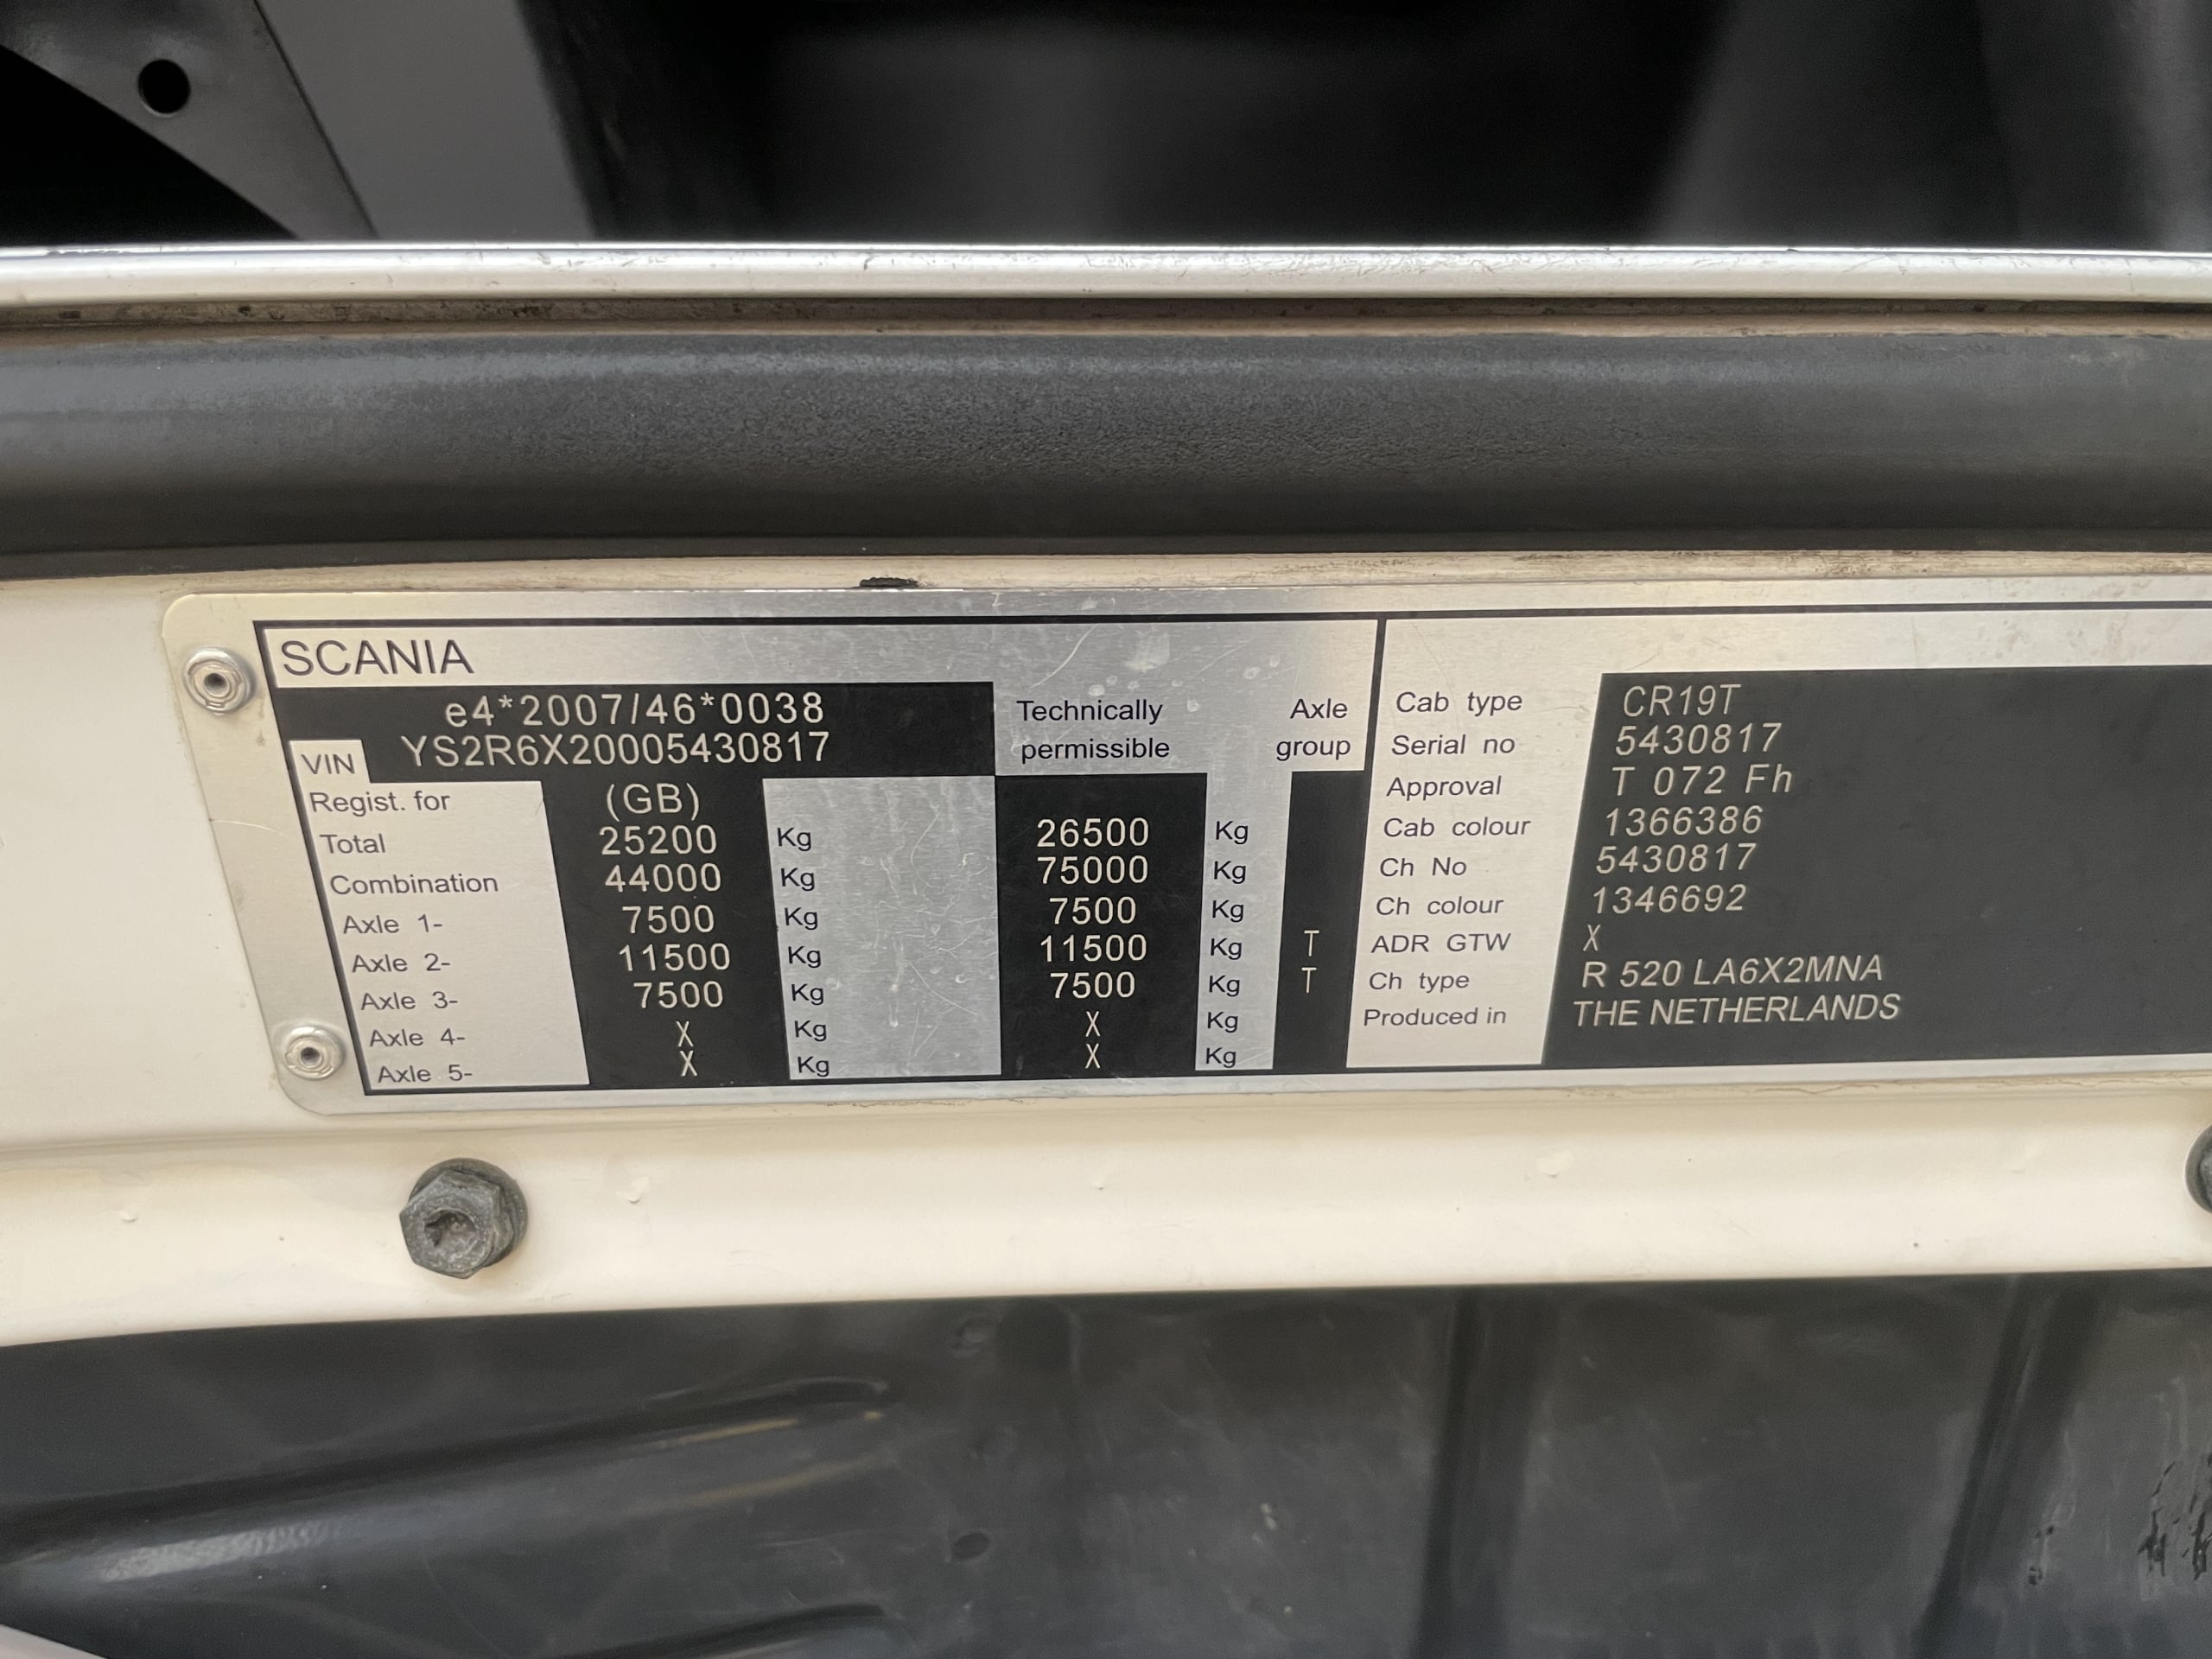 SCANIA
e4*2007/46*0038
VIN YS2R6X20005430817
Technically permissible
Axle group
Regist. for (GB)
Total 25200 Kg 26500 Kg
Combination 44000 Kg 75000 Kg
Axle 1- 7500 Kg 7500 Kg
Axle 2- 11500 Kg 11500 Kg T
Axle 3- 7500 Kg 7500 Kg T
Axle 4- X Kg X Kg
Axle 5- X Kg X Kg
Cab type CR19T
Serial no 5430817
Approval T 072 Fh
Cab colour 1366386
Ch No 5430817
Ch colour 1346692
ADR GTW X
Ch type R 520 LA6X2MNA
Produced in THE NETHERLANDS